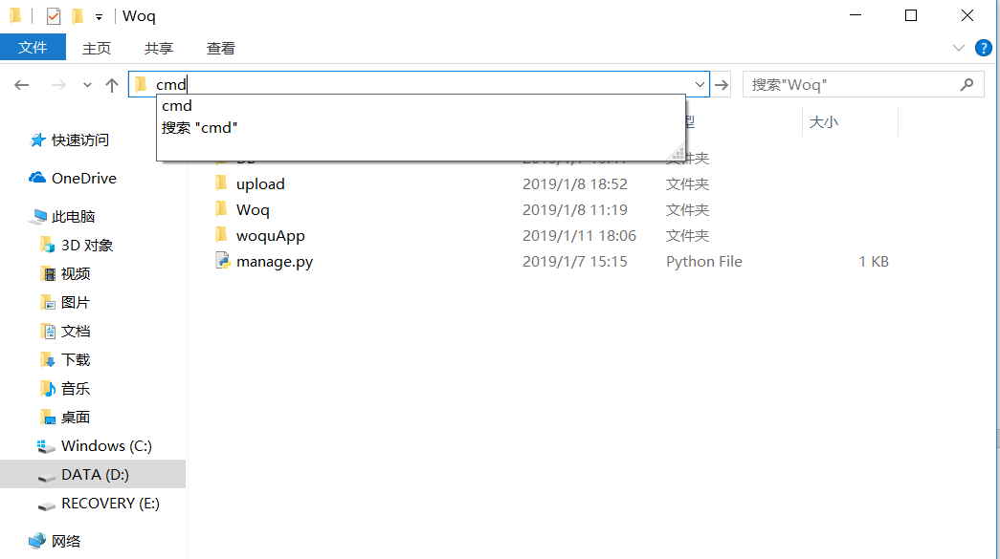 Woq
文件 主页 共享 查看
cmd 搜索"Woq"
cmd
搜索 "cmd"
型 大小
快速访问
文件夹
OneDrive
upload 2019/1/8 18:52 文件夹
Woq 2019/1/8 11:19 文件夹
此电脑
woquApp 2019/1/11 18:06 文件夹
3D 对象
manage.py 2019/1/7 15:15 Python File 1 KB
视频
图片
文档
下载
音乐
桌面
Windows (C:)
DATA (D:)
RECOVERY (E:)
网络